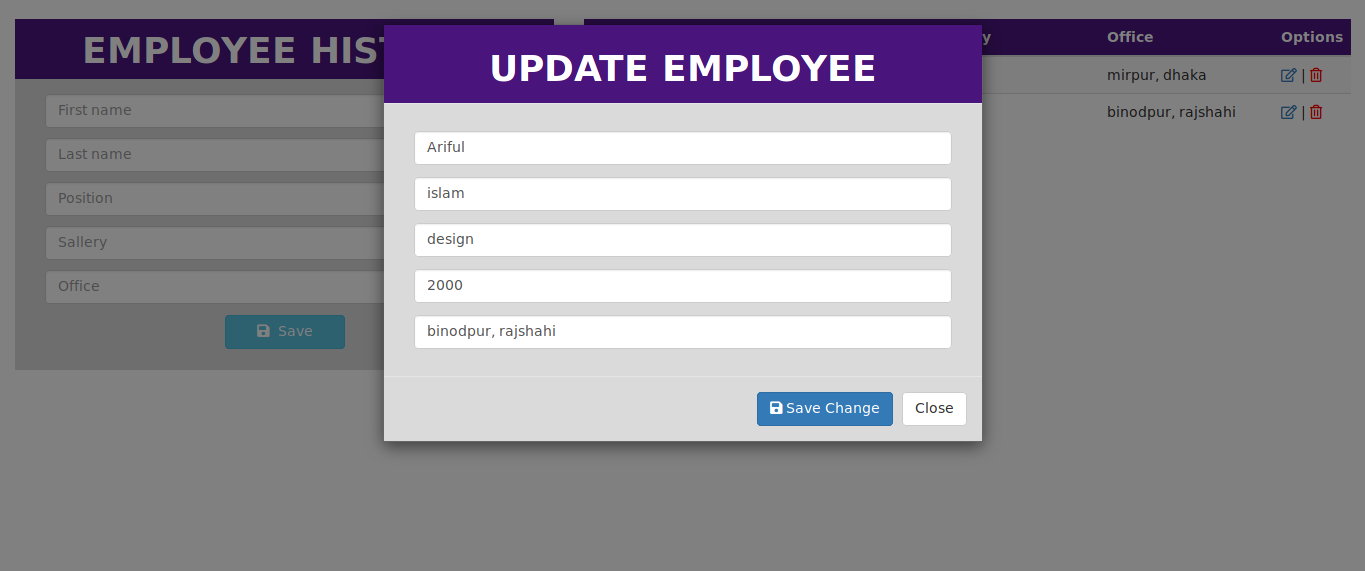 EMPLOYEE HIST
First name
Last name
Position
Sallery
Office
Save
UPDATE EMPLOYEE
Ariful
islam
design
2000
binodpur, rajshahi
Save Change
Close
y Office Options
mirpur, dhaka |
binodpur, rajshahi |